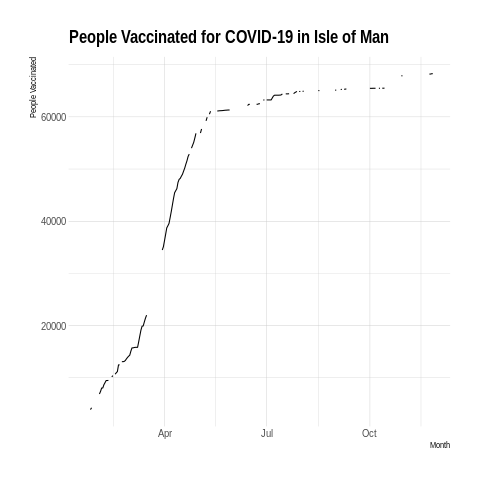 People Vaccinated for COVID-19 in Isle of Man
People Vaccinated
60000
40000
20000
Apr Jul Oct
Month